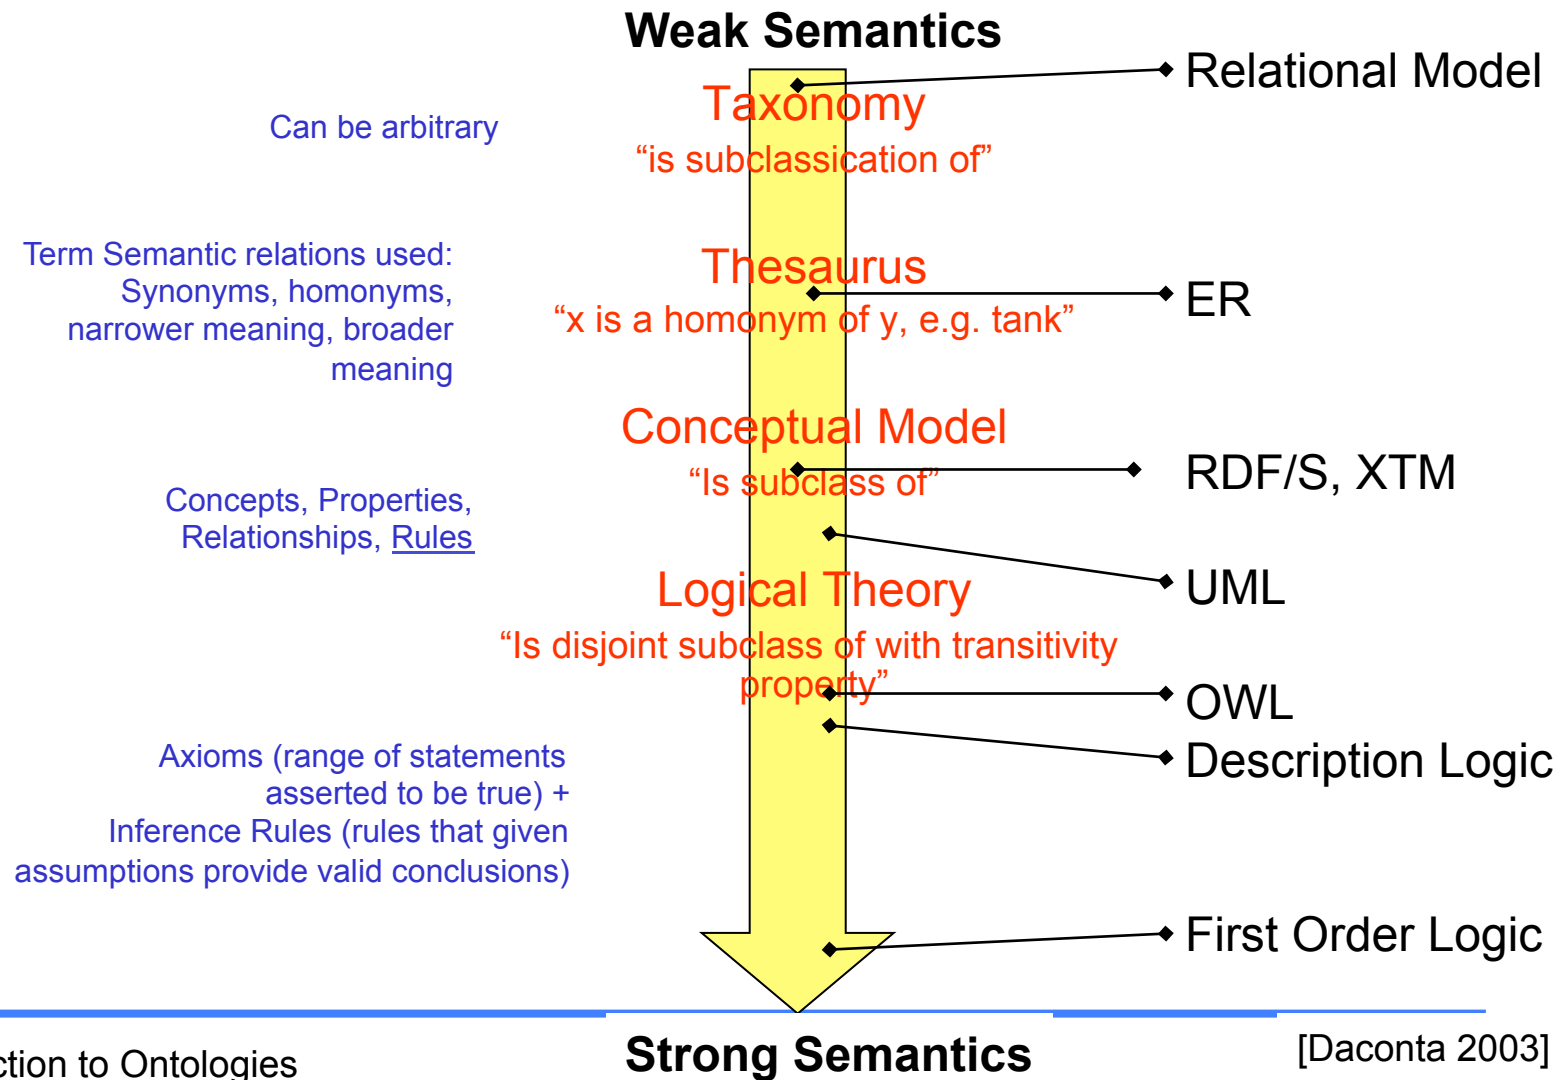 Weak Semantics
Relational Model
Taxonomy
Can be arbitrary
“is subclassication of”
Term Semantic relations used:
Synonyms, homonyms,
narrower meaning, broader
meaning
Thesaurus
“x is a homonym of y, e.g. tank”
ER
Conceptual Model
“Is subclass of”
RDF/S, XTM
Concepts, Properties,
Relationships, Rules
UML
Logical Theory
“Is disjoint subclass of with transitivity
property”
OWL
Description Logic
Axioms (range of statements
asserted to be true) +
Inference Rules (rules that given
assumptions provide valid conclusions)
First Order Logic
Strong Semantics
[Daconta 2003]
ction to Ontologies